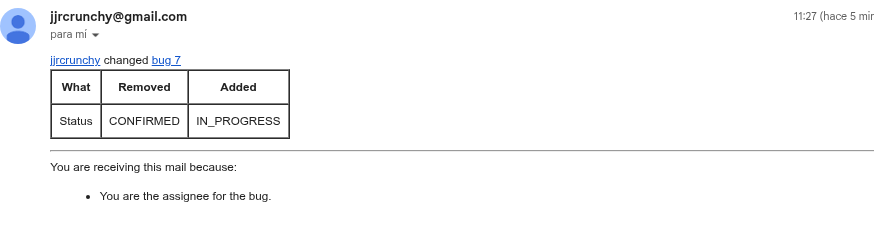 jjrcrunchy@gmail.com 11:27 (hace 5 mir
para mí
jjrcrunchy changed bug 7
What Removed Added
Status CONFIRMED IN_PROGRESS
You are receiving this mail because:
• You are the assignee for the bug.